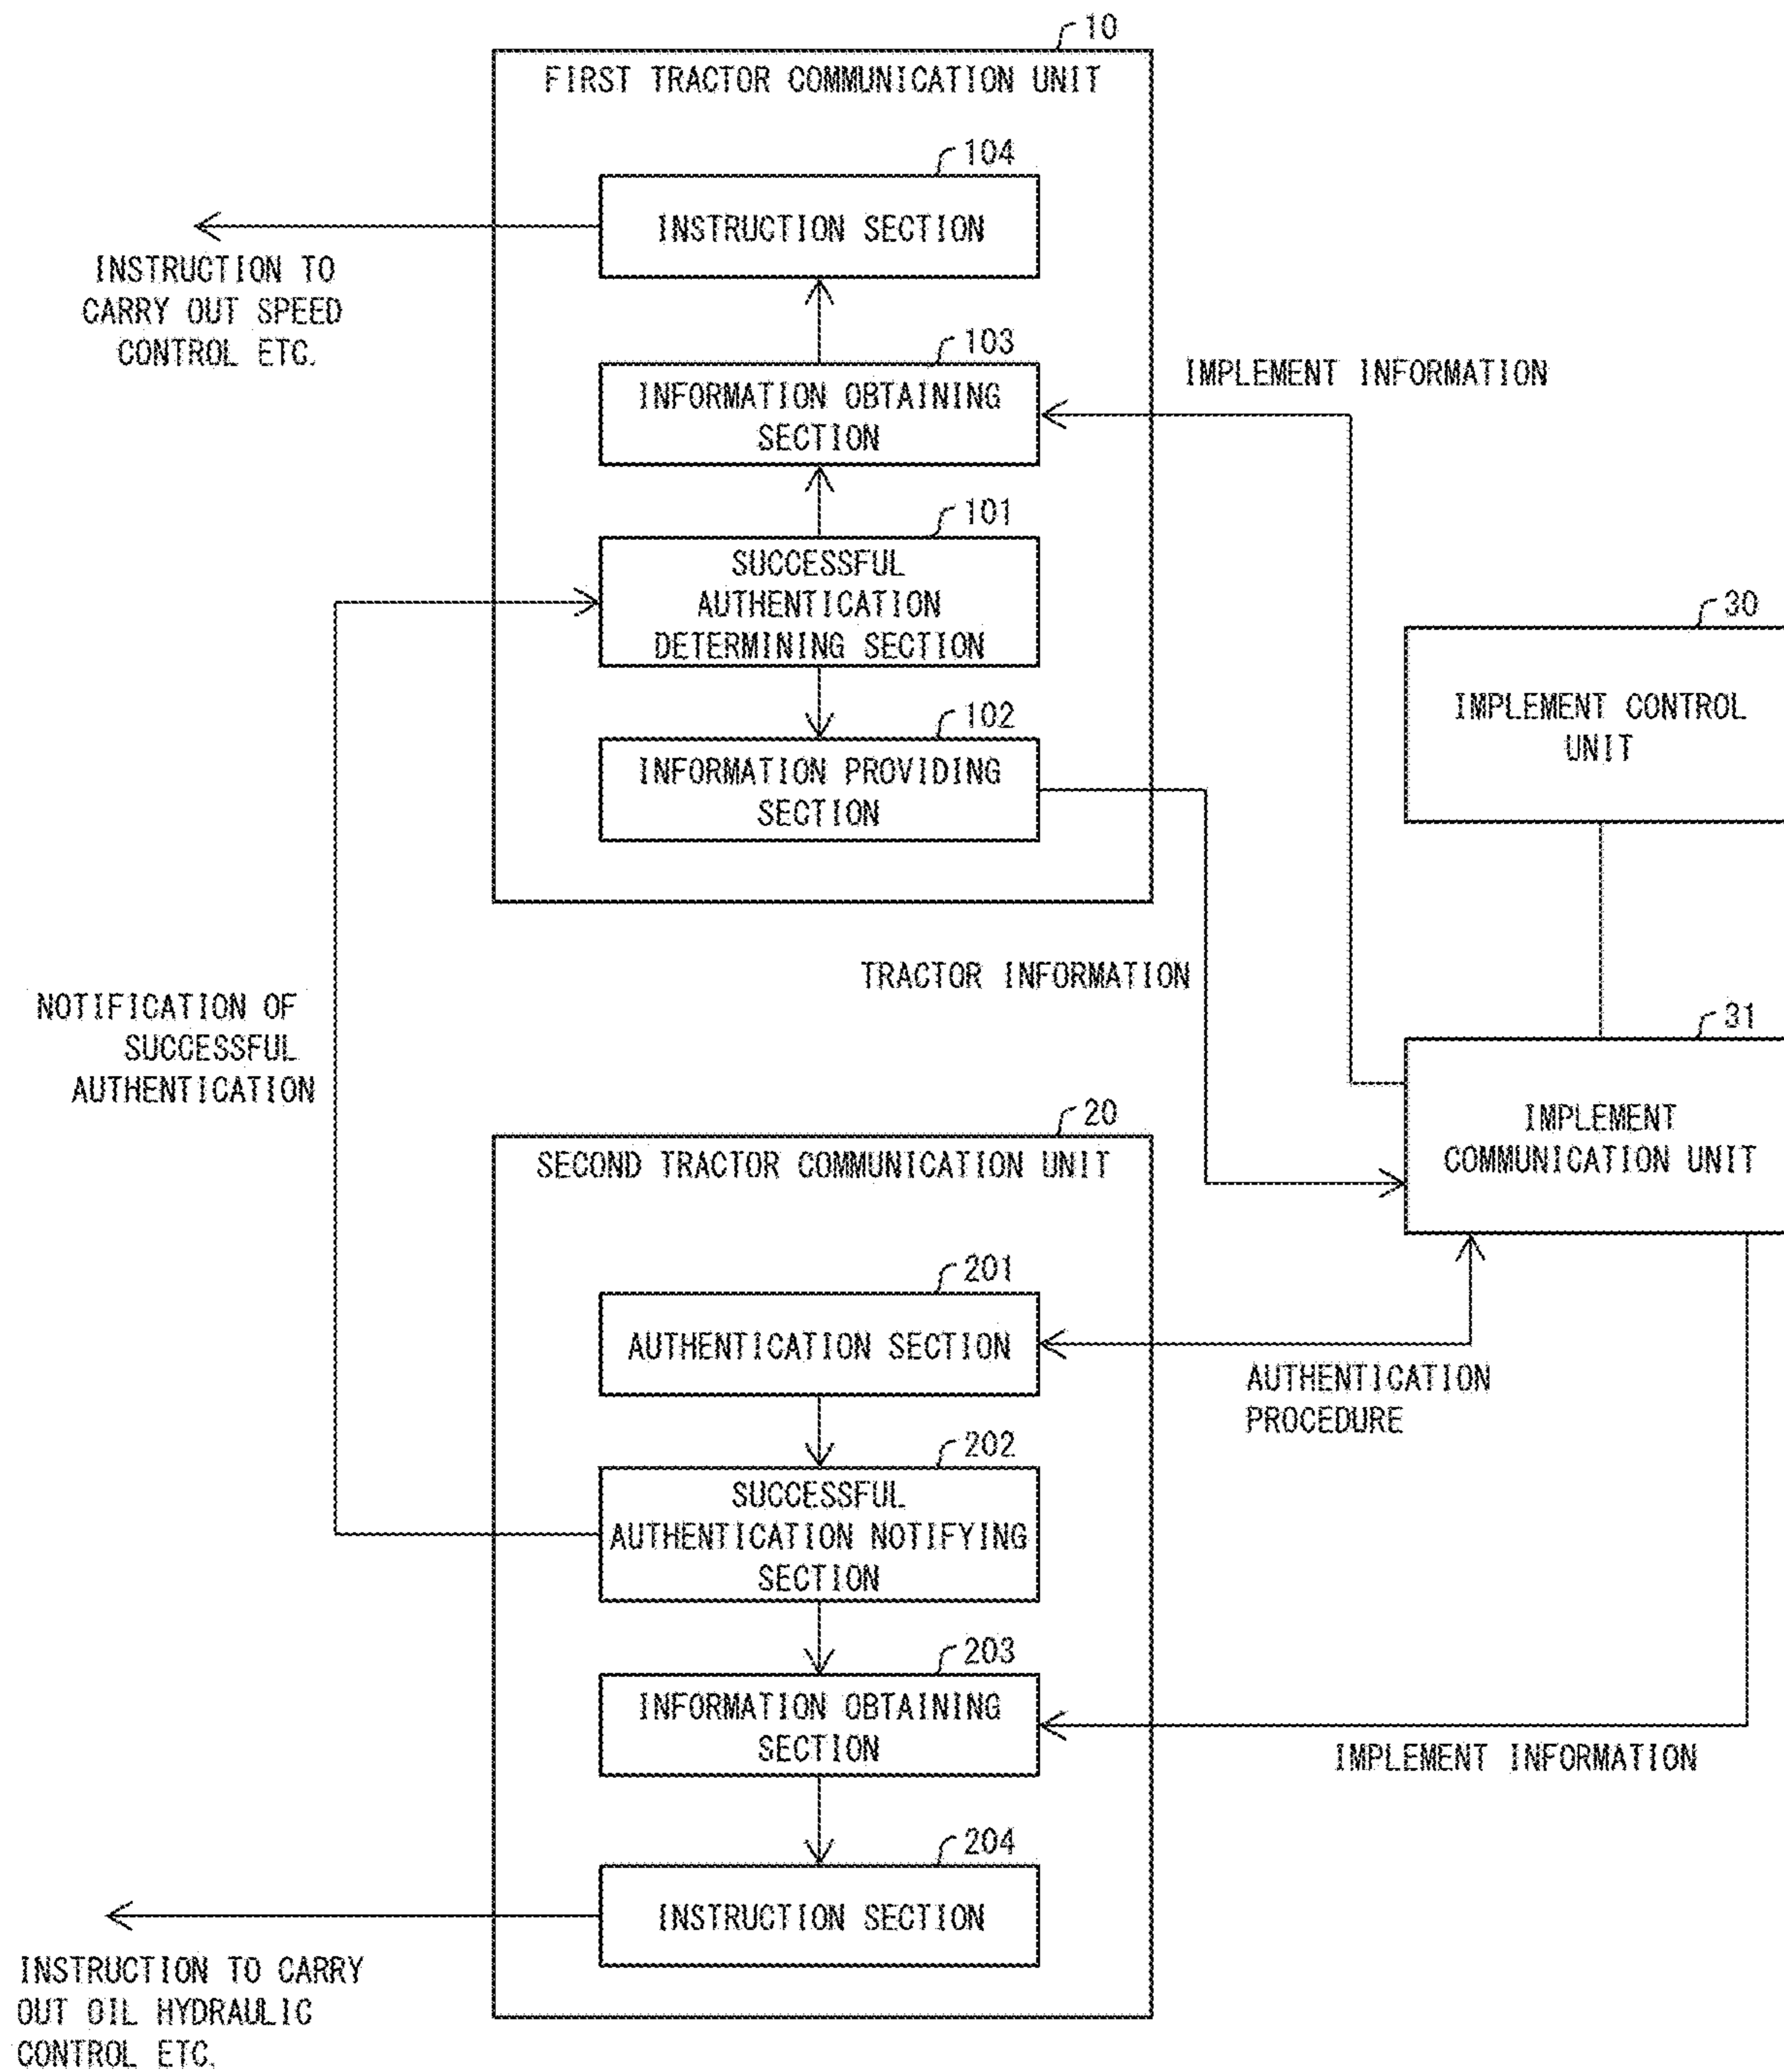 10
FIRST TRACTOR COMMUNICATION UNIT
104
INSTRUCTION SECTION
INSTRUCTION TO
CARRY OUT SPEED
CONTROL ETC.
103
INFORMATION OBTAINING
SECTION
IMPLEMENT INFORMATION
101
SUCCESSFUL
AUTHENTICATION
DETERMINING SECTION
30
IMPLEMENT CONTROL
UNIT
102
INFORMATION PROVIDING
SECTION
TRACTOR INFORMATION
NOTIFICATION OF
SUCCESSFUL
AUTHENTICATION
31
IMPLEMENT
COMMUNICATION UNIT
20
SECOND TRACTOR COMMUNICATION UNIT
201
AUTHENTICATION SECTION
AUTHENTICATION
PROCEDURE
202
SUCCESSFUL
AUTHENTICATION NOTIFYING
SECTION
203
INFORMATION OBTAINING
SECTION
IMPLEMENT INFORMATION
204
INSTRUCTION SECTION
INSTRUCTION TO CARRY
OUT OIL HYDRAULIC
CONTROL ETC.